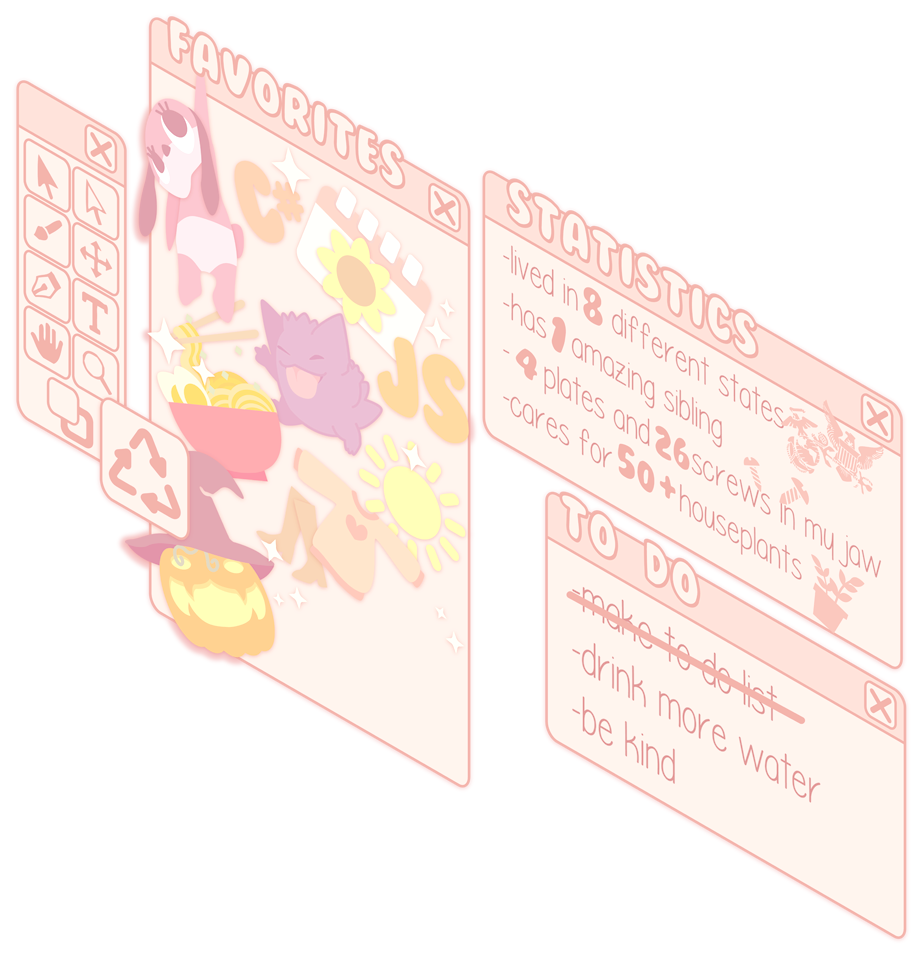 FAVORITES
C#
JS
T
STATISTICS
-lived in 8 different states
-has 1 amazing sibling
- 4 plates and 26 screws in my jaw
-cares for 50+ houseplants
TO DO
-make to do list
-drink more water
-be kind